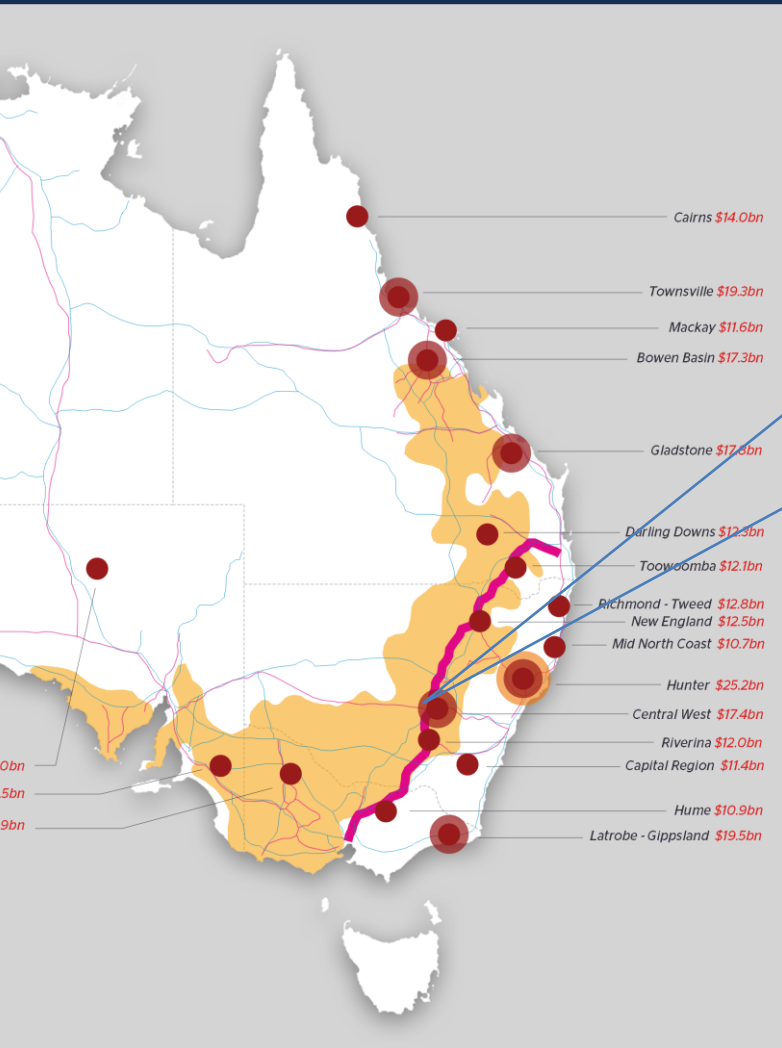 Cairns $14.0bn
Townsville $19.3bn
Mackay $11.6bn
Bowen Basin $17.3bn
Gladstone $17.8bn
Darling Downs $12.3bn
Toowoomba $12.1bn
Richmond - Tweed $12.8bn
New England $12.5bn
Mid North Coast $10.7bn
Hunter $25.2bn
Central West $17.4bn
Riverina $12.0bn
0bn
Capital Region $11.4bn
.5bn
Hume $10.9bn
9bn
Latrobe - Gippsland $19.5bn